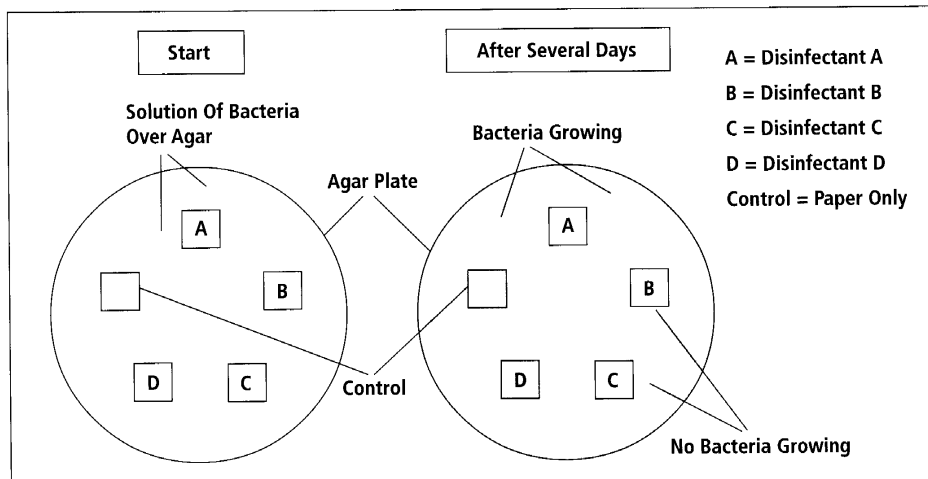 Start
After Several Days
A = Disinfectant A
B = Disinfectant B
C = Disinfectant C
D = Disinfectant D
Control = Paper Only
Solution Of Bacteria
Over Agar
Bacteria Growing
Agar Plate
A
B
C
D
A
B
C
D
Control
No Bacteria Growing